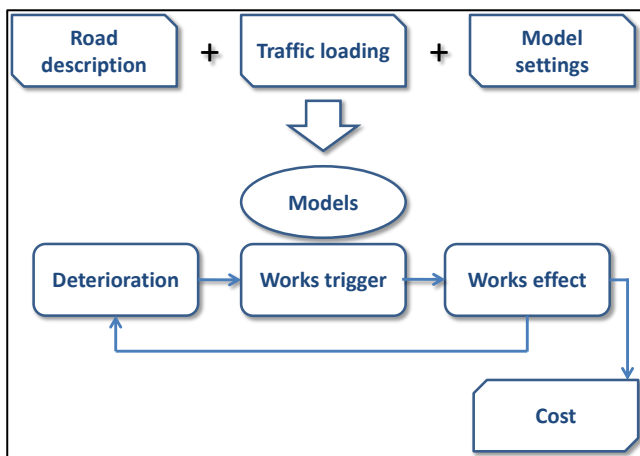 Road
description
+
Traffic loading
+
Model
settings
Models
Deterioration
Works trigger
Works effect
Cost